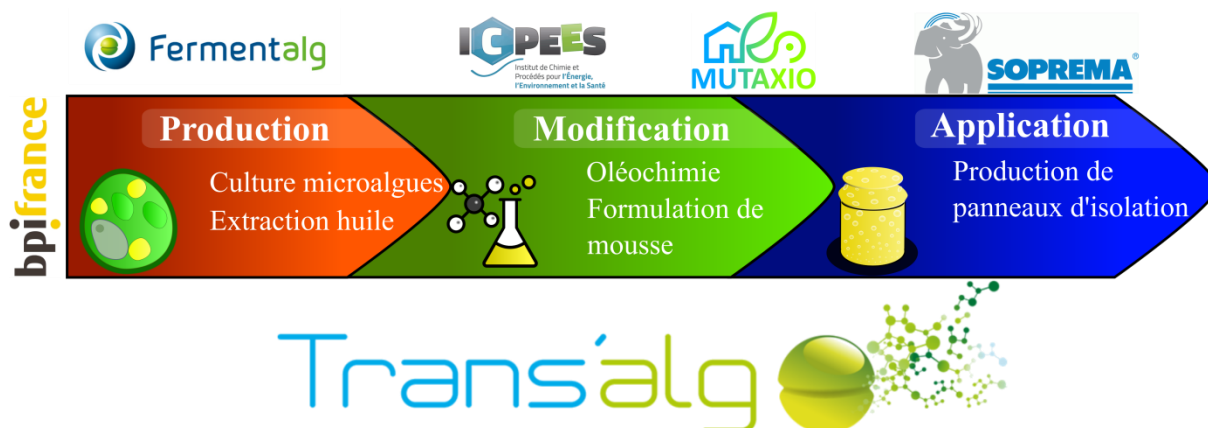 Fermentalg
ICPEES
Institut de Chimie et
Procédés pour l'Énergie,
l'Environnement et la Santé
MUTAXIO
SOPREMA®
bpifrance
Production
Culture microalgues
Extraction huile
Modification
Oléochimie
Formulation de
mousse
Application
Production de
panneaux d'isolation
Trans'alg